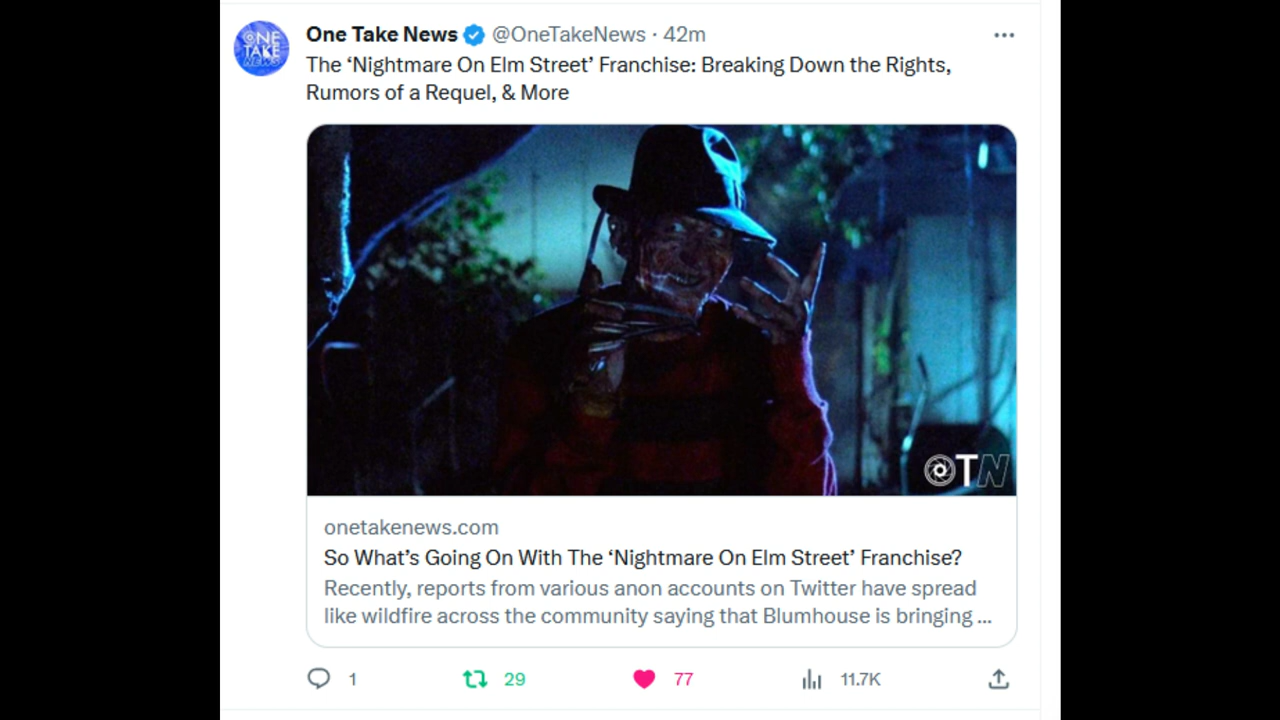 ONE
TAKE
NEWS
One Take News @OneTakeNews · 42m
The ‘Nightmare On Elm Street’ Franchise: Breaking Down the Rights,
Rumors of a Requel, & More
OTN
onetakenews.com
So What’s Going On With The ‘Nightmare On Elm Street’ Franchise?
Recently, reports from various anon accounts on Twitter have spread
like wildfire across the community saying that Blumhouse is bringing ...
1 29 77 11.7K